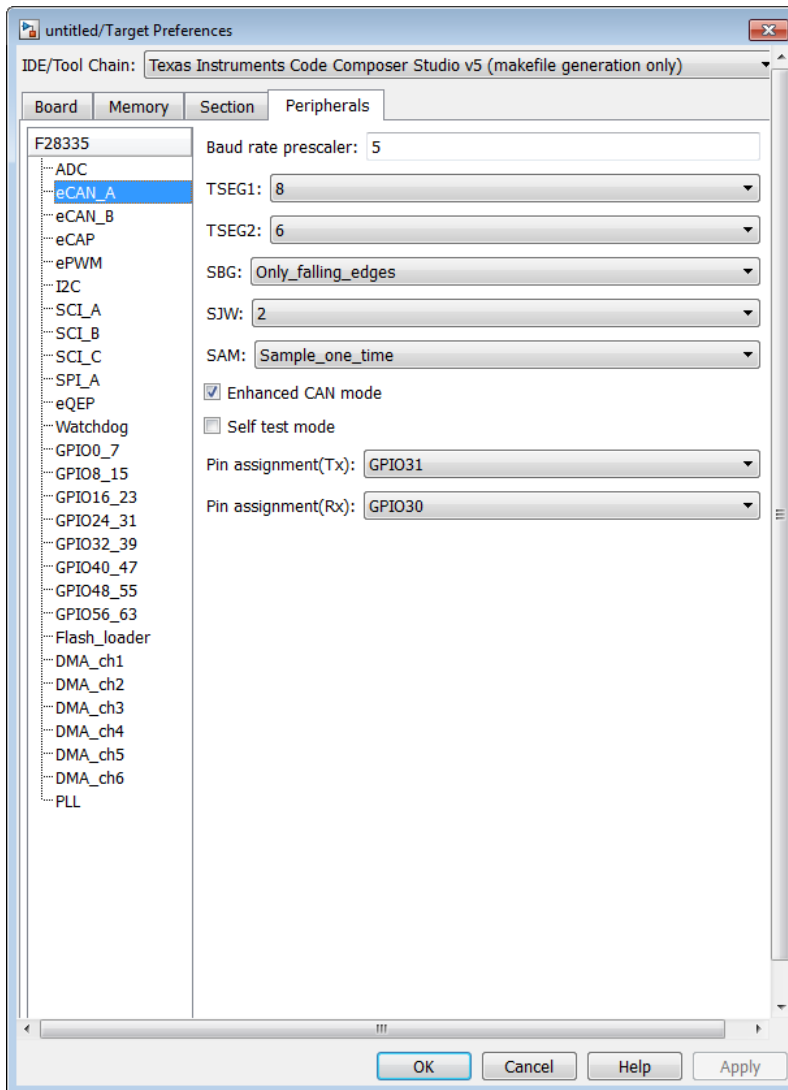 untitled/Target Preferences
IDE/Tool Chain: Texas Instruments Code Composer Studio v5 (makefile generation only)
Board Memory Section Peripherals
F28335
ADC
eCAN_A
eCAN_B
eCAP
ePWM
I2C
SCI_A
SCI_B
SCI_C
SPI_A
eQEP
Watchdog
GPIO0_7
GPIO8_15
GPIO16_23
GPIO24_31
GPIO32_39
GPIO40_47
GPIO48_55
GPIO56_63
Flash_loader
DMA_ch1
DMA_ch2
DMA_ch3
DMA_ch4
DMA_ch5
DMA_ch6
PLL
Baud rate prescaler: 5
TSEG1: 8
TSEG2: 6
SBG: Only_falling_edges
SJW: 2
SAM: Sample_one_time
Enhanced CAN mode
Self test mode
Pin assignment(Tx): GPIO31
Pin assignment(Rx): GPIO30
OK Cancel Help Apply